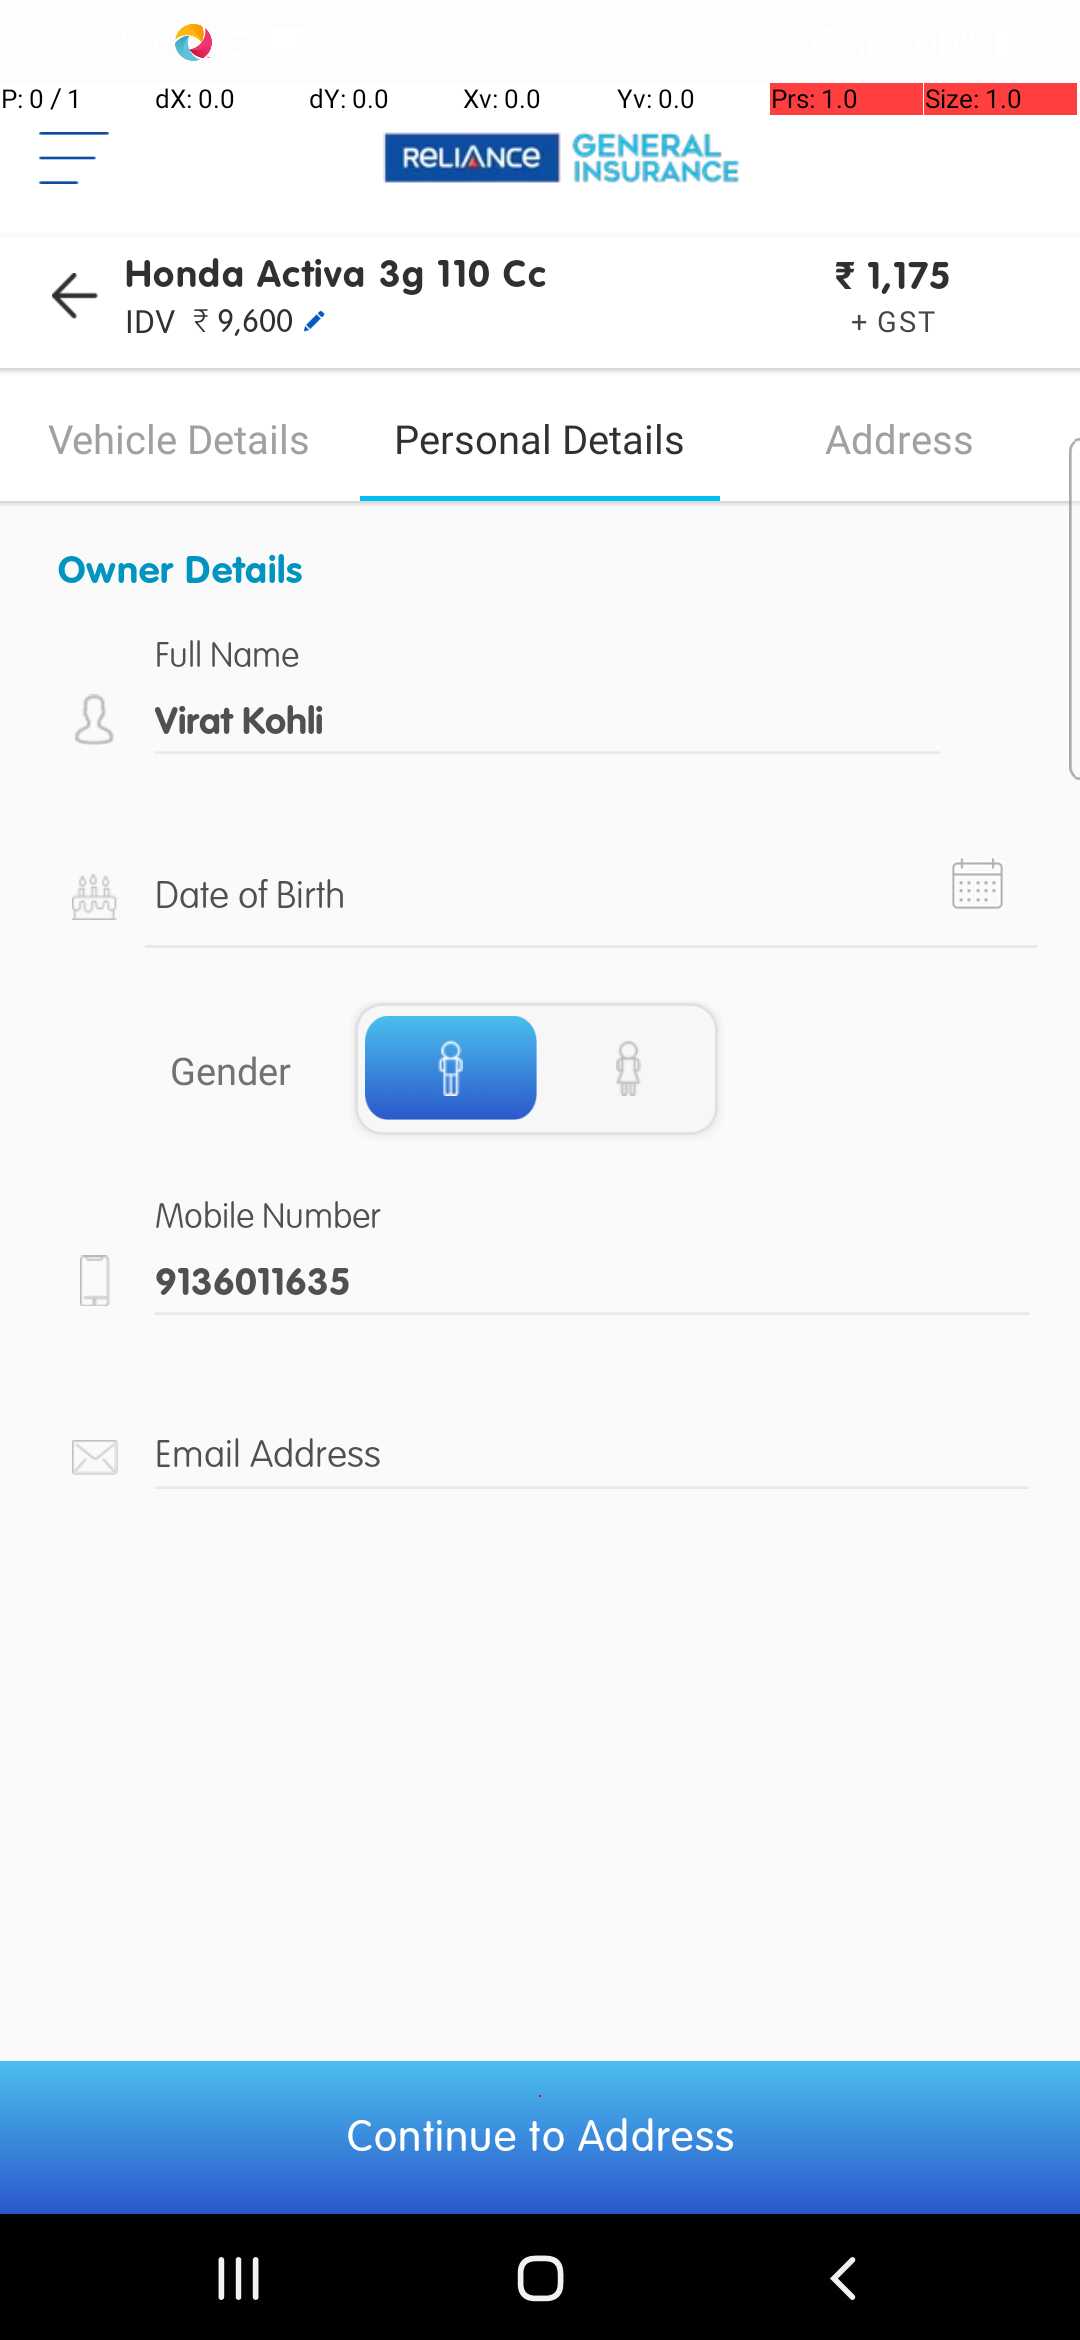 P: 0 / 1 dX: 0.0 dY: 0.0 Xv: 0.0 Yv: 0.0 Prs: 1.0 Size: 1.0
RELIANCE GENERAL INSURANCE
Honda Activa 3g 110 Cc ₹ 1,175
IDV ₹ 9,600 + GST
Vehicle Details Personal Details Address
Owner Details
Full Name
Virat Kohli
Date of Birth
Gender
Mobile Number
9136011635
Email Address
Continue to Address